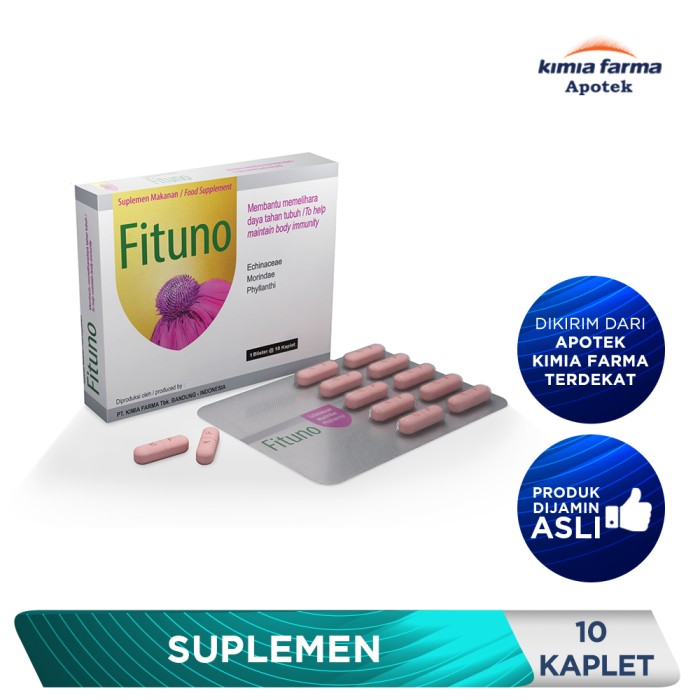 kimia farma
Apotek
Suplemen Makanan / Food Supplement
Fituno
Membantu memelihara
daya tahan tubuh /To help
maintain body immunity
Echinaceae
Morindae
Phyllanthi
1 Blister @ 10 Kaplet
Diproduksi oleh / produced by :
PT. KIMIA FARMA Tbk. BANDUNG - INDONESIA
Fituno
Fituno
DIKIRIM DARI
APOTEK
KIMIA FARMA
TERDEKAT
PRODUK
DIJAMIN
ASLI
SUPLEMEN
10
KAPLET